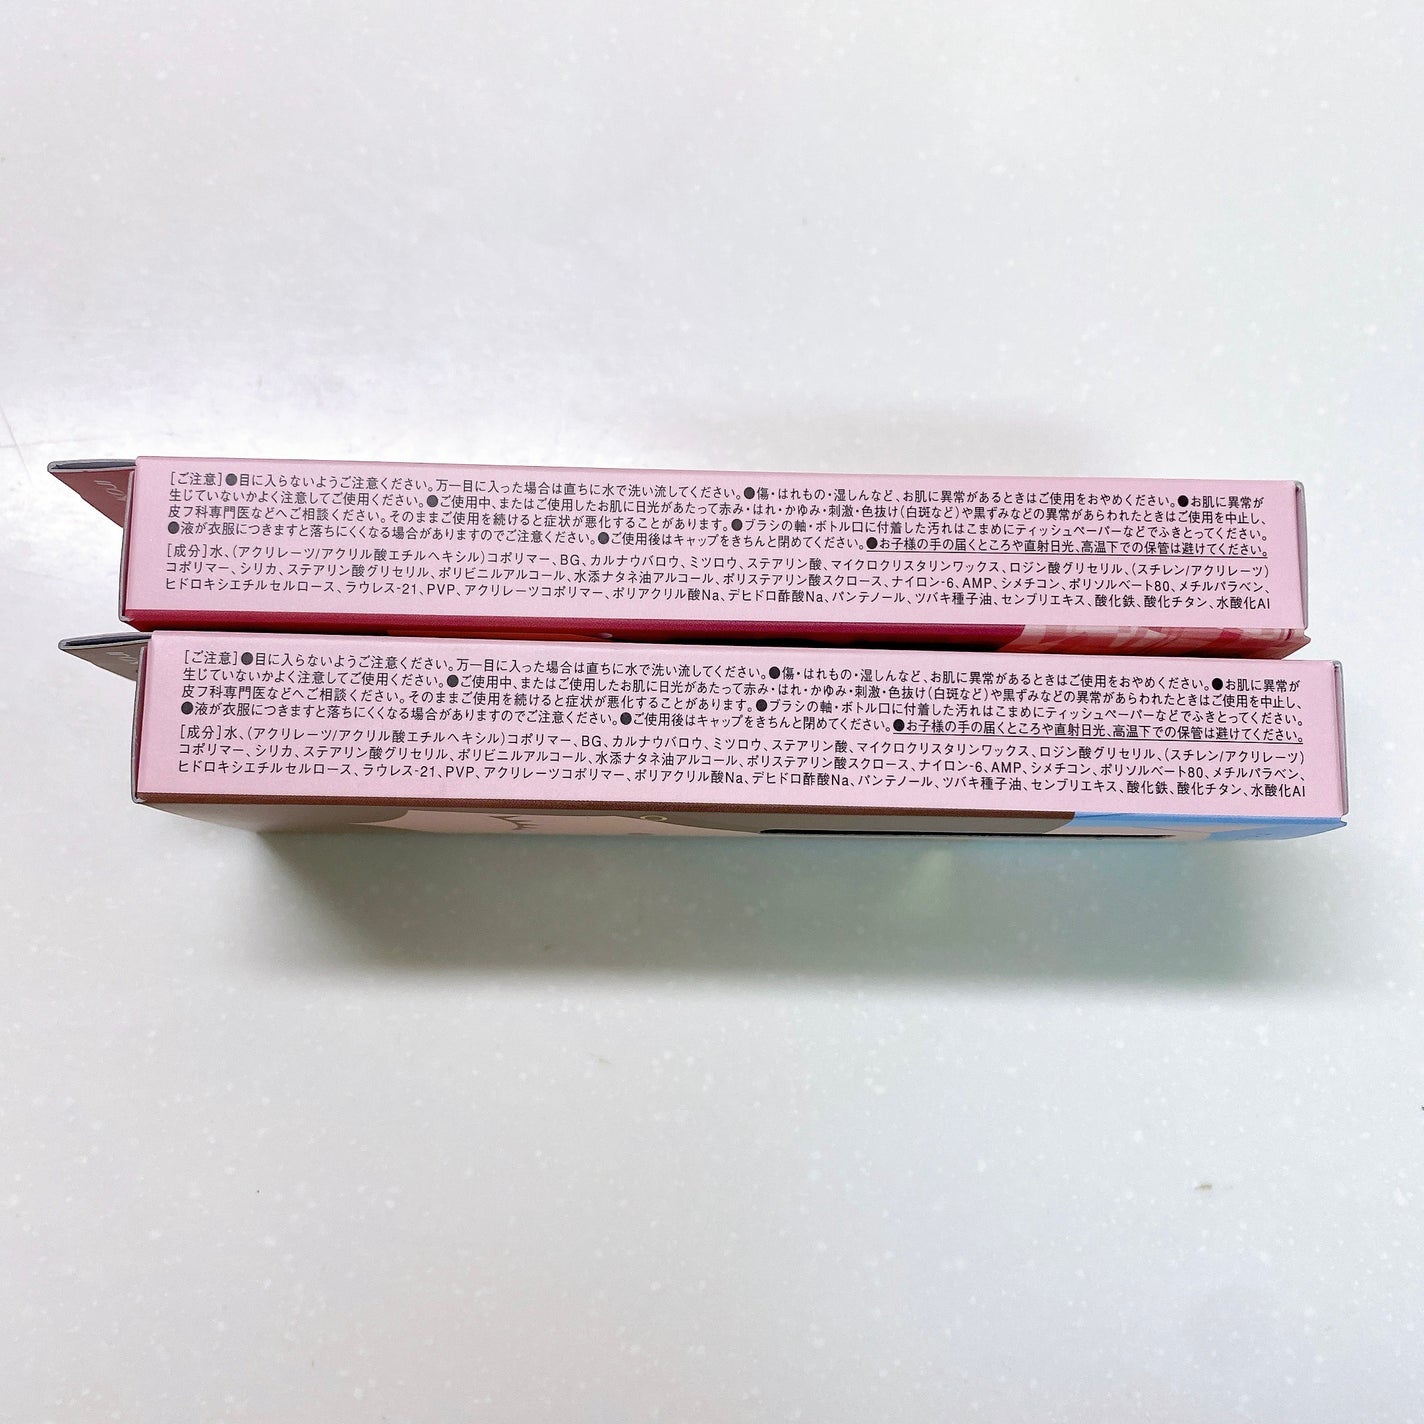 [ご注意]●目に入らないようご注意ください。万一目に入った場合は直ちに水で洗い流してください。●傷・はれもの・湿しんなど、お肌に異常があるときはご使用をおやめください。●お肌に異常が
生じていないかよく注意してご使用ください。●ご使用中、またはご使用したお肌に日光があたって赤み・はれ・かゆみ・刺激・色抜け(白斑など)や黒ずみなどの異常があらわれたときはご使用を中止し、
皮フ科専門医などへご相談ください。そのままご使用を続けると症状が悪化することがあります。●ブラシの軸・ボトル口に付着した汚れはこまめにティッシュペーパーなどでふきとってください。
●液が衣服につきますと落ちにくくなる場合がありますのでご注意ください。●ご使用後はキャップをきちんと閉めてください。●お子様の手の届くところや直射日光、高温下での保管は避けてください。
[成分]水、(アクリレーツ/アクリル酸エチルヘキシル)コポリマー、BG、カルナウバロウ、ミツロウ、ステアリン酸、マイクロクリスタリンワックス、ロジン酸グリセリル、(スチレン/アクリレーツ)
コポリマー、シリカ、ステアリン酸グリセリル、ポリビニルアルコール、水添ナタネ油アルコール、ポリステアリン酸スクロース、ナイロン-6、AMP、シメチコン、ポリソルベート80、メチルパラベン、
ヒドロキシエチルセルロース、ラウレス-21、PVP、アクリレーツコポリマー、ポリアクリル酸Na、デヒドロ酢酸Na、パンテノール、ツバキ種子油、センブリエキス、酸化鉄、酸化チタン、水酸化Al
[ご注意]●目に入らないようご注意ください。万一目に入った場合は直ちに水で洗い流してください。●傷・はれもの・湿しんなど、お肌に異常があるときはご使用をおやめください。●お肌に異常が
生じていないかよく注意してご使用ください。●ご使用中、またはご使用したお肌に日光があたって赤み・はれ・かゆみ・刺激・色抜け(白斑など)や黒ずみなどの異常があらわれたときはご使用を中止し、
皮フ科専門医などへご相談ください。そのままご使用を続けると症状が悪化することがあります。●ブラシの軸・ボトル口に付着した汚れはこまめにティッシュペーパーなどでふきとってください。
●液が衣服につきますと落ちにくくなる場合がありますのでご注意ください。●ご使用後はキャップをきちんと閉めてください。●お子様の手の届くところや直射日光、高温下での保管は避けてください。
[成分]水、(アクリレーツ/アクリル酸エチルヘキシル)コポリマー、BG、カルナウバロウ、ミツロウ、ステアリン酸、マイクロクリスタリンワックス、ロジン酸グリセリル、(スチレン/アクリレーツ)
コポリマー、シリカ、ステアリン酸グリセリル、ポリビニルアルコール、水添ナタネ油アルコール、ポリステアリン酸スクロース、ナイロン-6、AMP、シメチコン、ポリソルベート80、メチルパラベン、
ヒドロキシエチルセルロース、ラウレス-21、PVP、アクリレーツコポリマー、ポリアクリル酸Na、デヒドロ酢酸Na、パンテノール、ツバキ種子油、センブリエキス、酸化鉄、酸化チタン、水酸化Al